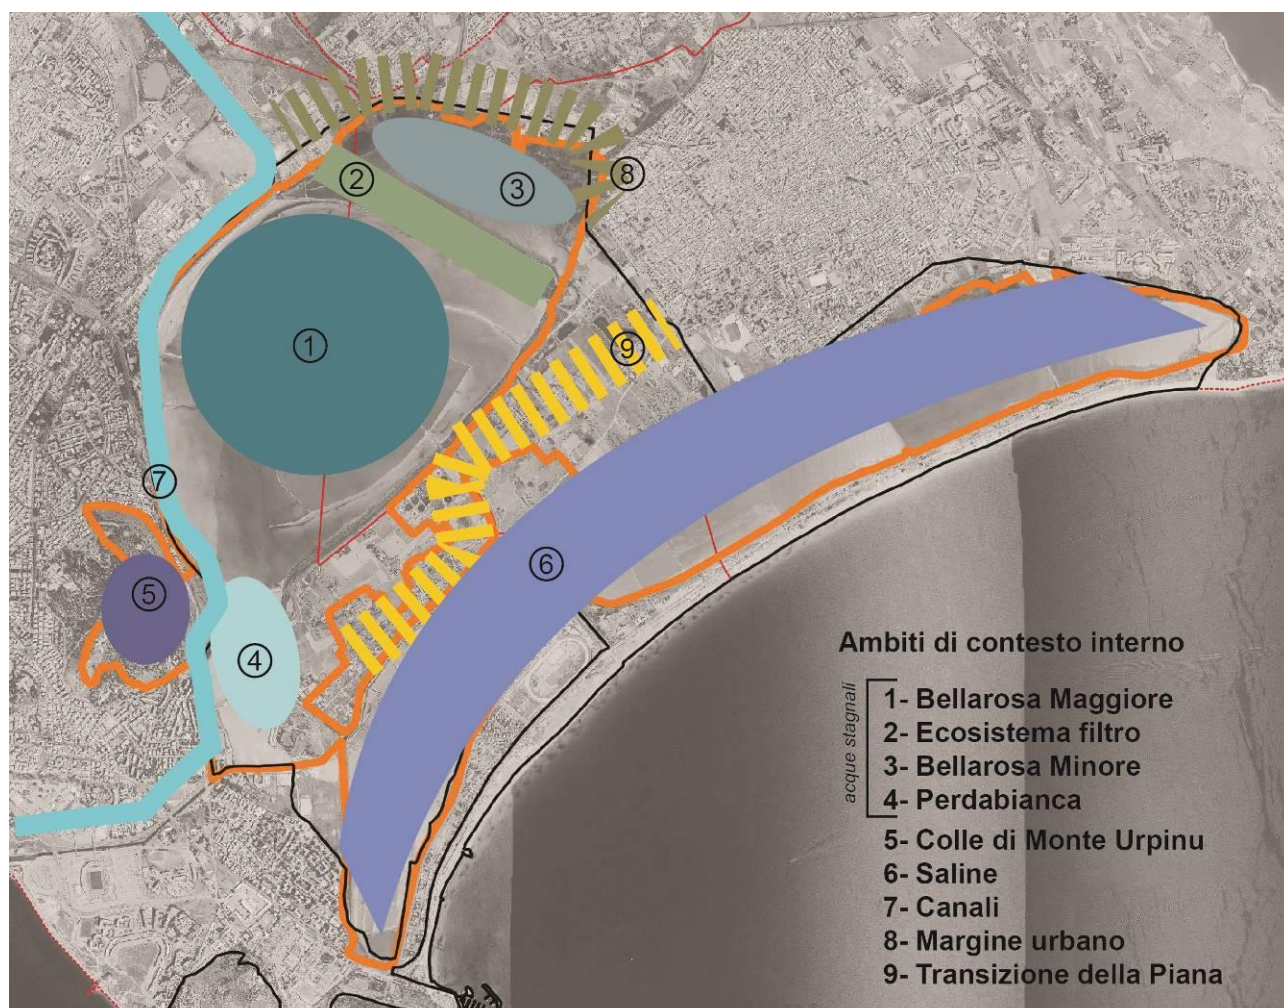 2
3
8
1
9
7
6
5
4
Ambiti di contesto interno
acque stagnali
1- Bellarosa Maggiore
2- Ecosistema filtro
3- Bellarosa Minore
4- Perdabianca
5- Colle di Monte Urpinu
6- Saline
7- Canali
8- Margine urbano
9- Transizione della Piana